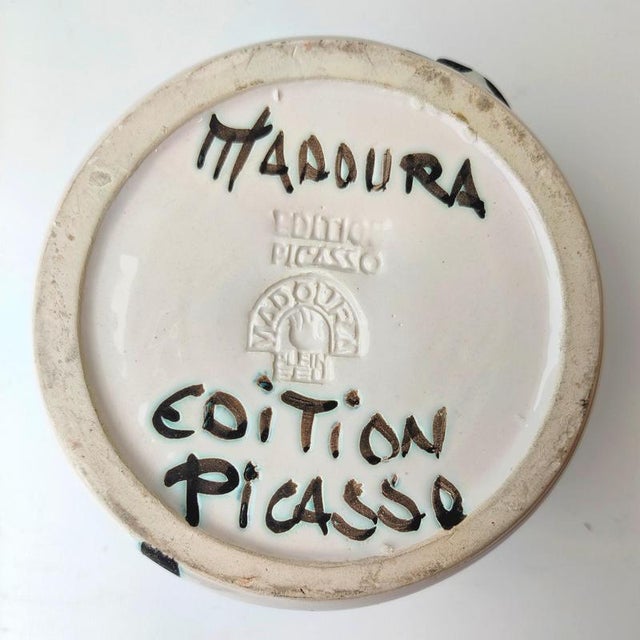 MADOURA
EDITION
PICASSO
MADOURA
PLEIN
FEU
EDITION
PICASSO